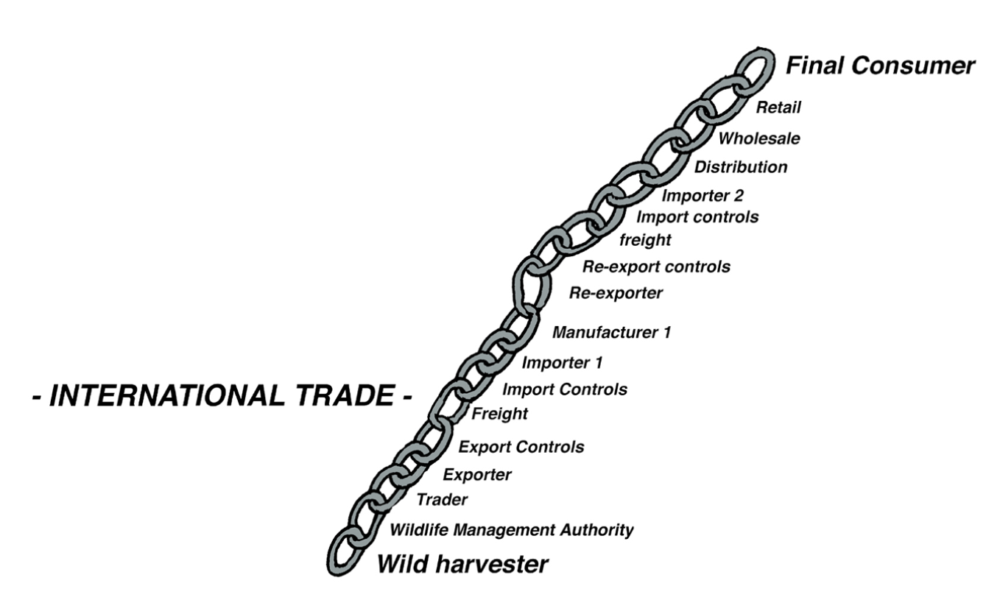 Final Consumer
Retail
Wholesale
Distribution
Importer 2
Import controls
freight
Re-export controls
Re-exporter
Manufacturer 1
Importer 1
Import Controls
- INTERNATIONAL TRADE -
Freight
Export Controls
Exporter
Trader
Wildlife Management Authority
Wild harvester